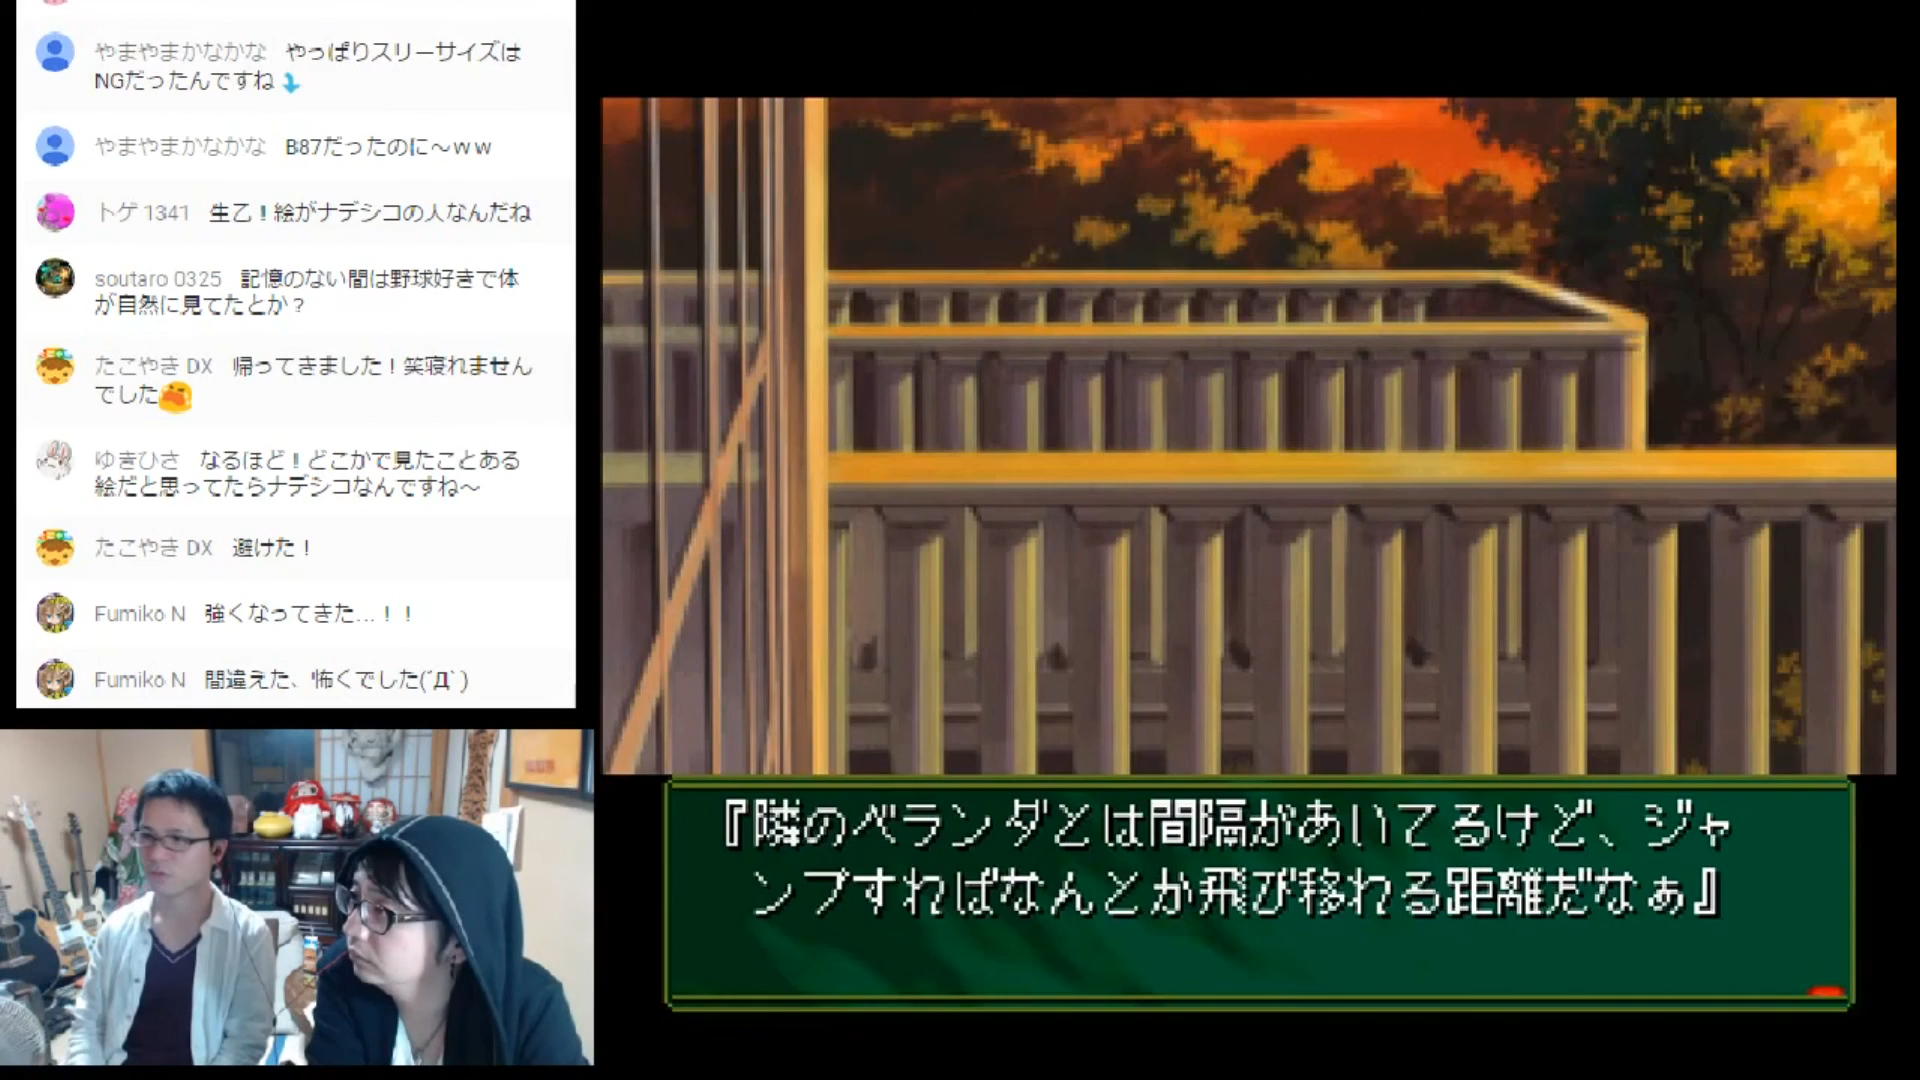 やまやまかなかな やっぱりスリーサイズは
NGだったんですね
やまやまかなかな B87だったのに～ww
トゲ1341 生乙！絵がナデシコの人なんだね
soutaro 0325 記憶のない間は野球好きで体
が自然に見てたとか？
たこやき DX 帰ってきました！笑寝れません
でした
ゆきひさ なるほど！どこかで見たことある
絵だと思ってたらナデシコなんですね～
たこやき DX 避けた！
Fumiko N 強くなってきた…！！
Fumiko N 間違えた、怖くでした(´Д`)
『隣のベランダとは間隔があいてるけど、ジャ
ンプすればなんとか飛び移れる距離だなぁ』